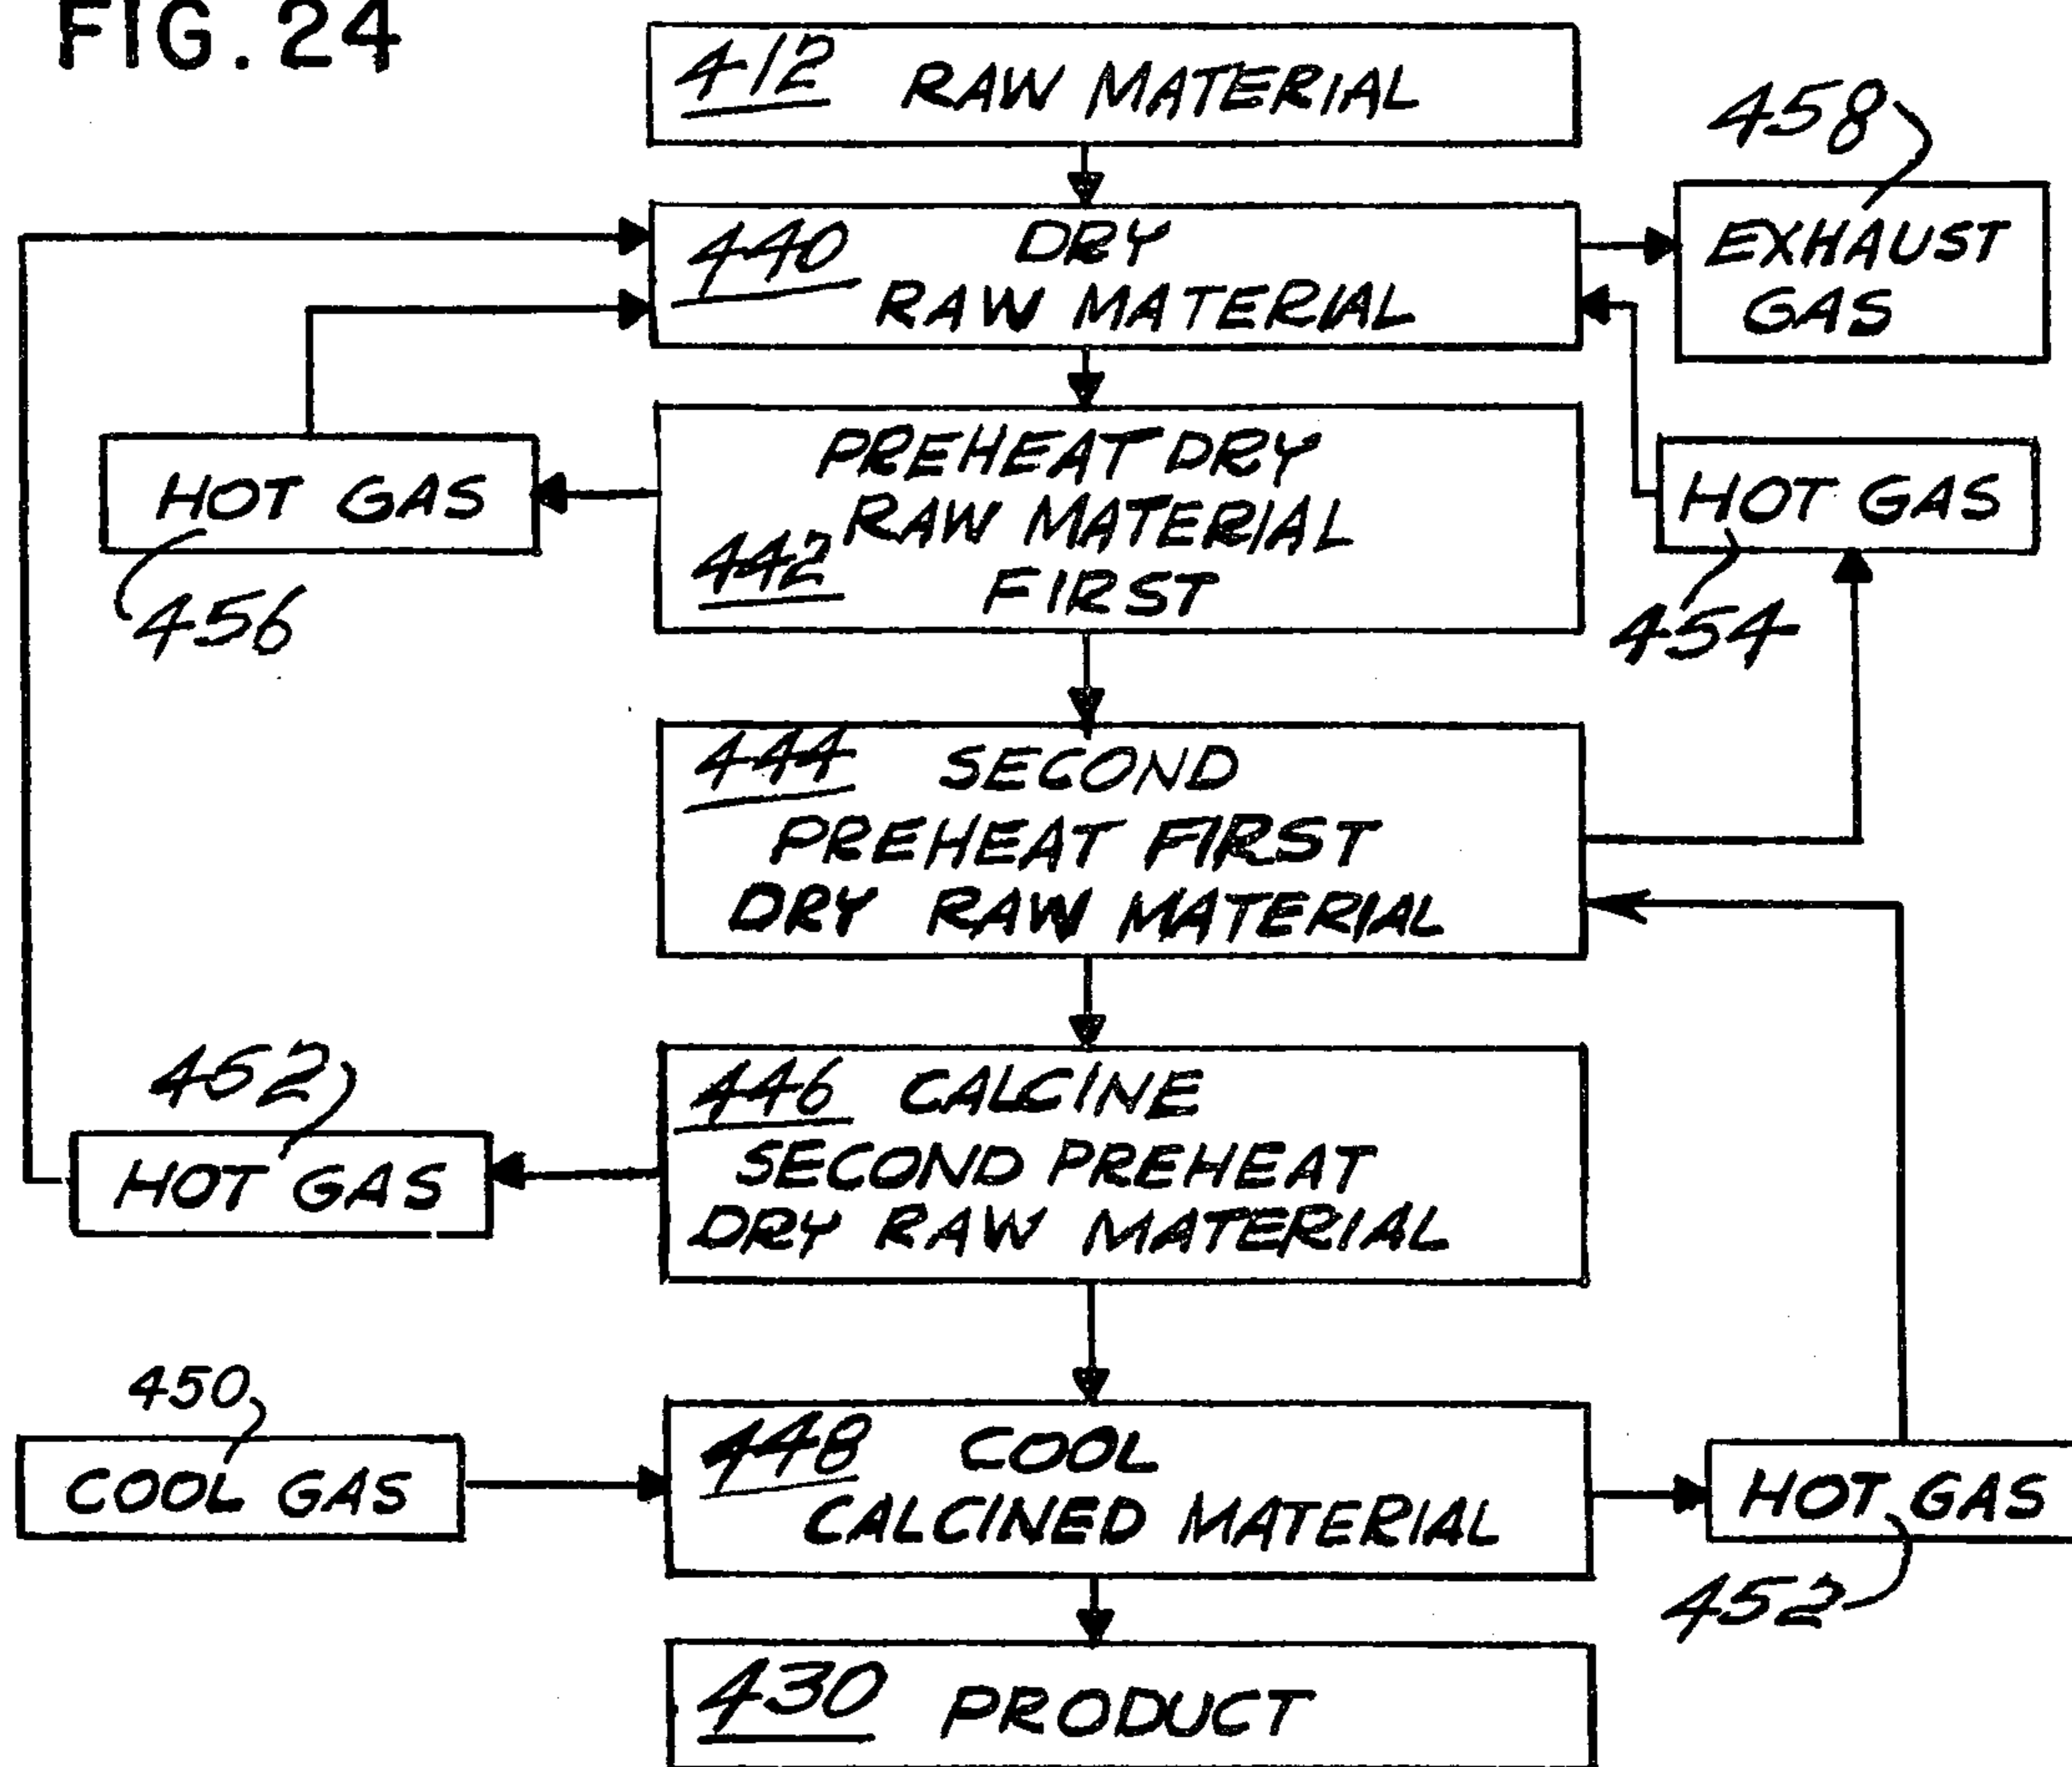 FIG. 24
412 RAW MATERIAL
458
440 DRY
RAW MATERIAL
EXHAUST
GAS
HOT GAS
456
PREHEAT DRY
RAW MATERIAL
442
FIRST
HOT GAS
454
444 SECOND
PREHEAT FIRST
DRY RAW MATERIAL
462
HOT GAS
446 CALCINE
SECOND PREHEAT
DRY RAW MATERIAL
450
COOL GAS
448 COOL
CALCINED MATERIAL
HOT GAS
452
430 PRODUCT